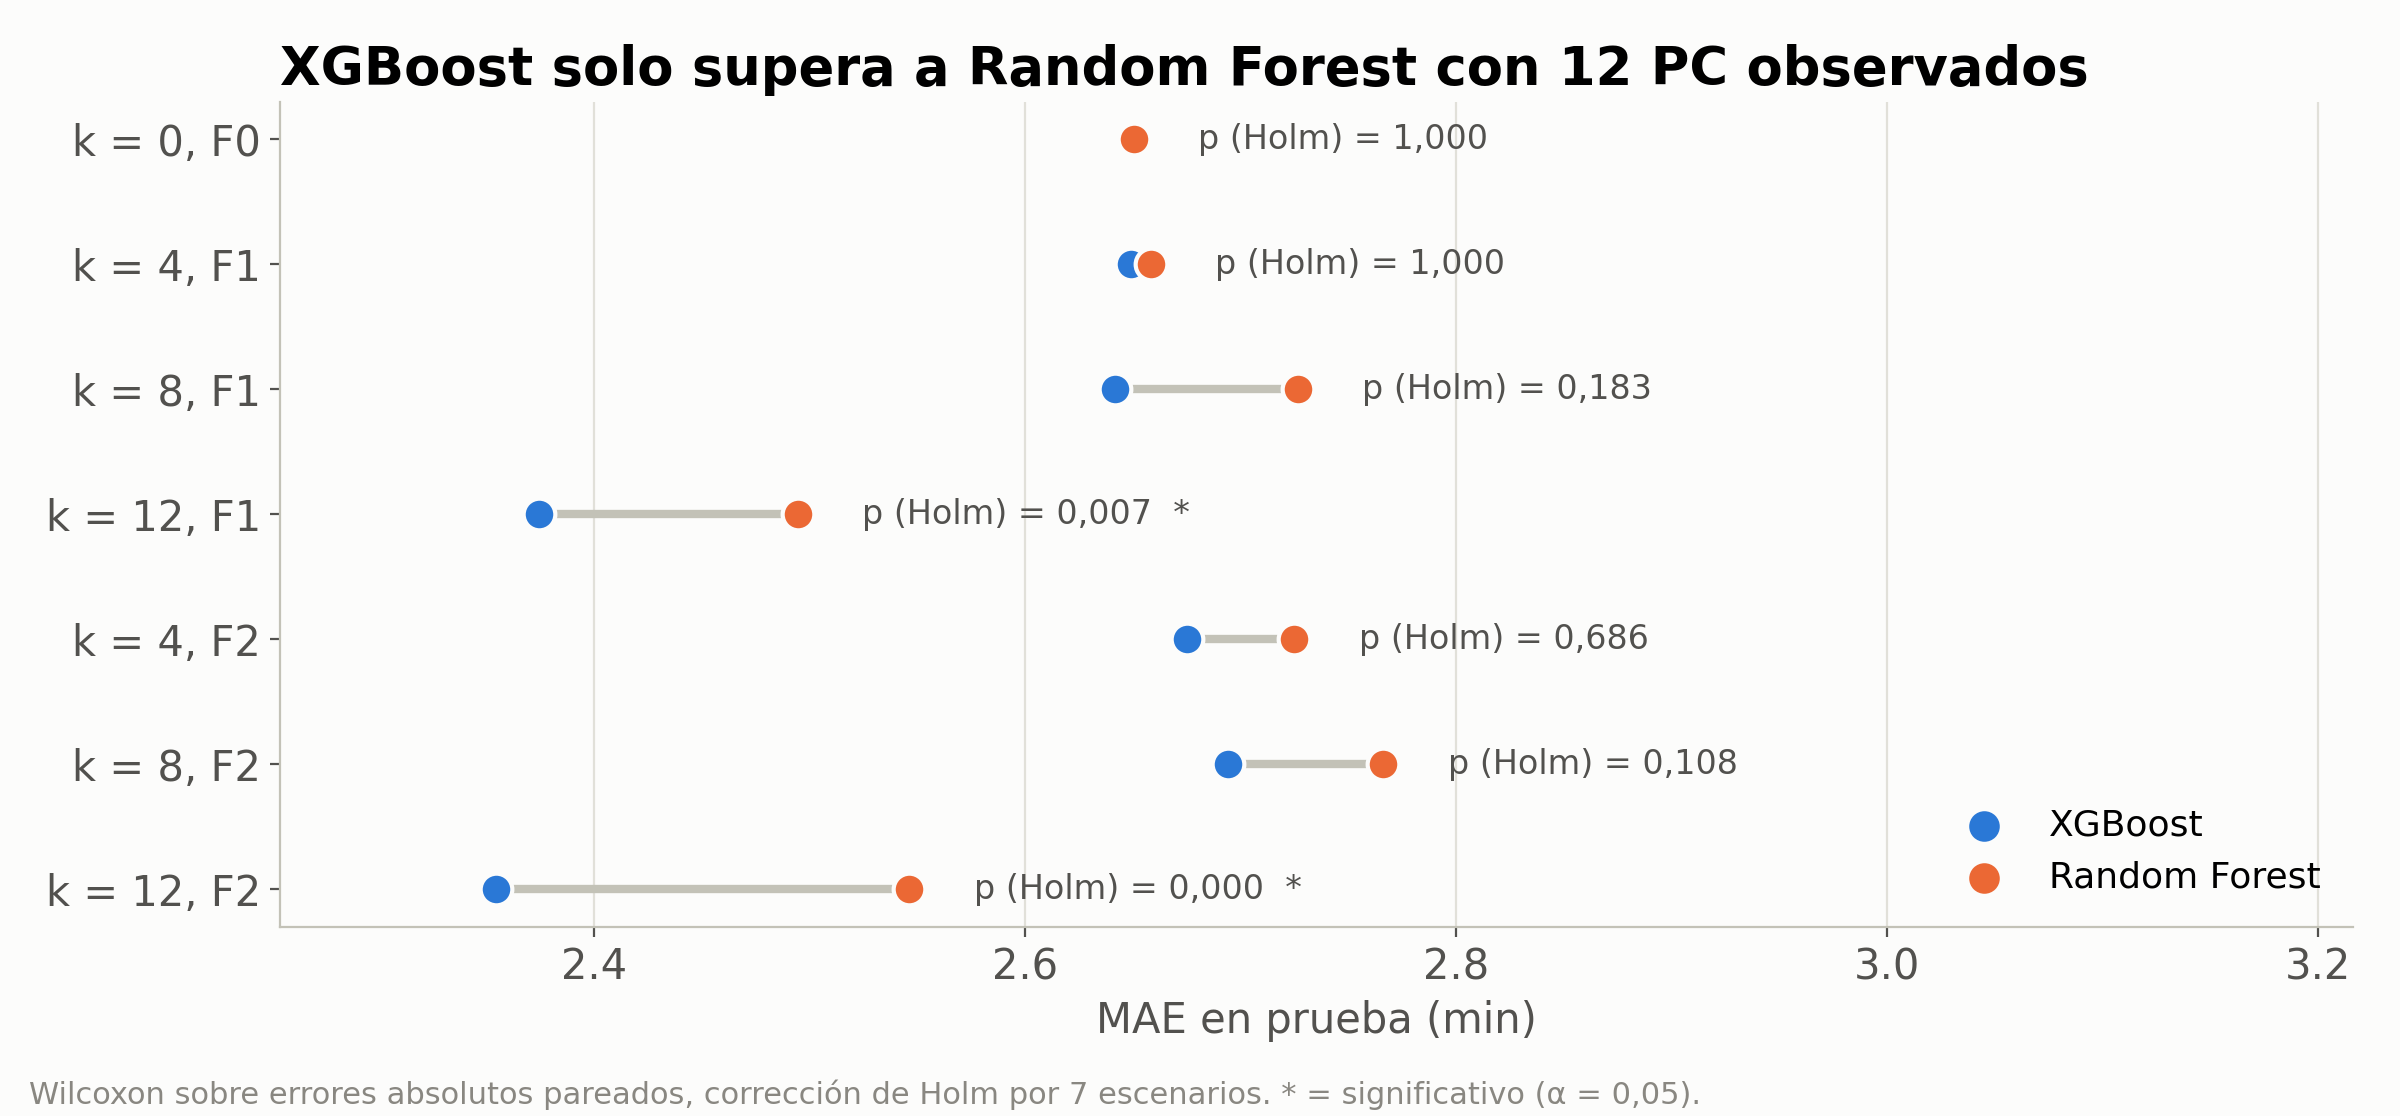 XGBoost solo supera a Random Forest con 12 PC observados
k = 0, F0
p (Holm) = 1,000
k = 4, F1
p (Holm) = 1,000
k = 8, F1
p (Holm) = 0,183
k = 12, F1
p (Holm) = 0,007 *
k = 4, F2
p (Holm) = 0,686
k = 8, F2
p (Holm) = 0,108
k = 12, F2
p (Holm) = 0,000 *
XGBoost
Random Forest
2.4 2.6 2.8 3.0 3.2
MAE en prueba (min)
Wilcoxon sobre errores absolutos pareados, corrección de Holm por 7 escenarios. * = significativo (α = 0,05).